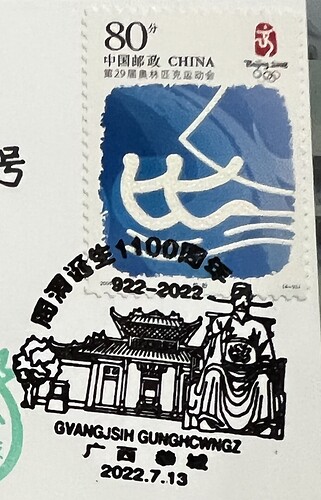 80分
Beijing 2008
中国邮政 CHINA
第29届奥林匹克运动会
号
周渭诞生1100周年
922-2022
GVANGJSIH GUNGHCWNGZ
广西 恭城
2022.7.13